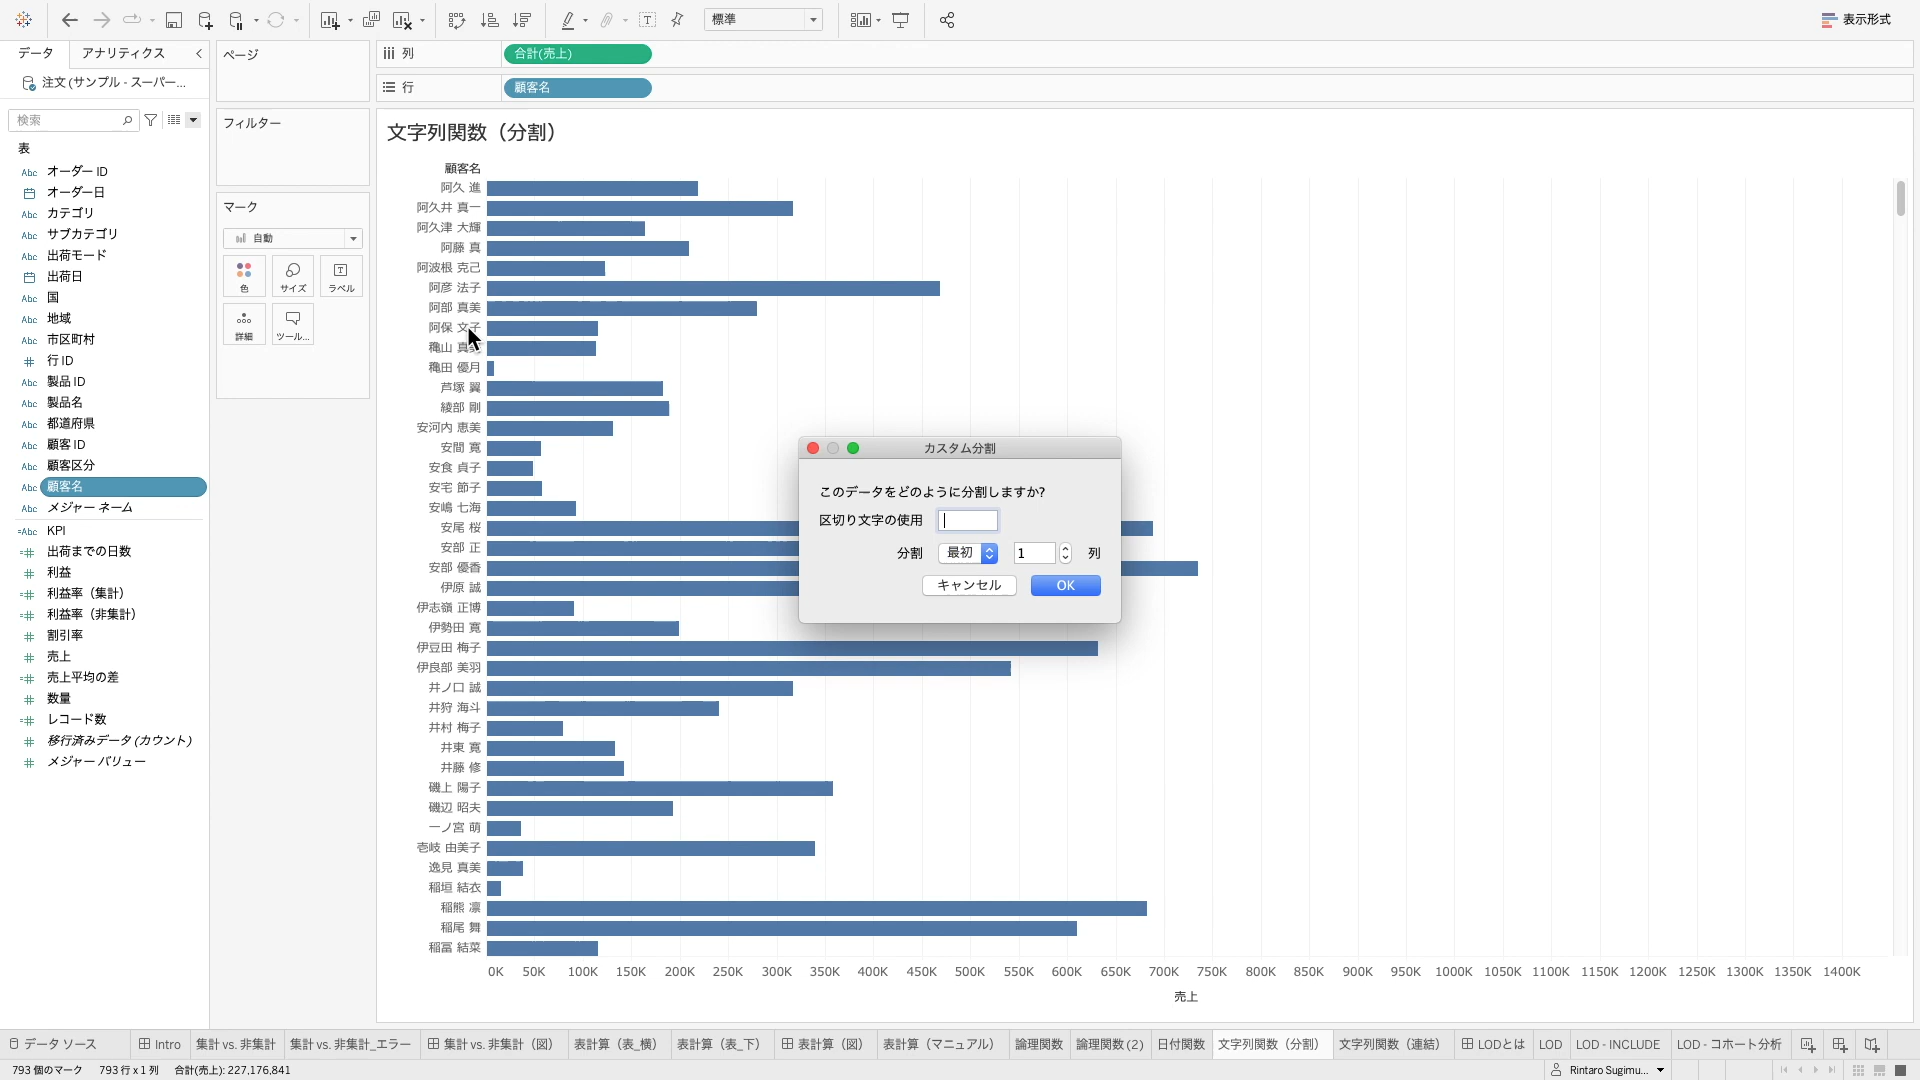 標準
表示形式
データ
アナリティクス
注文 (サンプル - スーパー...
検索
表
Abc オーダー ID
オーダー日
Abc カテゴリ
Abc サブカテゴリ
Abc 出荷モード
出荷日
Abc 国
Abc 地域
Abc 市区町村
# 行 ID
Abc 製品 ID
Abc 製品名
Abc 都道府県
Abc 顧客 ID
Abc 顧客区分
Abc 顧客名
Abc メジャー ネーム
=Abc KPI
=# 出荷までの日数
# 利益
=# 利益率（集計）
=# 利益率（非集計）
# 割引率
# 売上
=# 売上平均の差
# 数量
=# レコード数
# 移行済みデータ (カウント)
# メジャー バリュー
ページ
フィルター
マーク
自動
色
サイズ
ラベル
詳細
ツール...
列
合計(売上)
行
顧客名
文字列関数（分割）
顧客名
阿久 進
阿久井 真一
阿久津 大輝
阿藤 真
阿波根 克己
阿彦 法子
阿部 真美
阿保 文子
穐山 真
穐田 優月
芦塚 翼
綾部 剛
安河内 恵美
安間 寛
安食 貞子
安宅 節子
安嶋 七海
安尾 桜
安部 正
安部 優香
伊原 誠
伊志嶺 正博
伊勢田 寛
伊豆田 梅子
伊良部 美羽
井ノ口 誠
井狩 海斗
井村 梅子
井東 寛
井藤 修
磯上 陽子
磯辺 昭夫
一ノ宮 萌
壱岐 由美子
逸見 真美
稲垣 結衣
稲熊 凛
稲尾 舞
稲冨 結菜
0K 50K 100K 150K 200K 250K 300K 350K 400K 450K 500K 550K 600K 650K 700K 750K 800K 850K 900K 950K 1000K 1050K 1100K 1150K 1200K 1250K 1300K 1350K 1400K
売上
カスタム分割
このデータをどのように分割しますか?
区切り文字の使用
分割 最初 1 列
キャンセル OK
データ ソース
Intro
集計 vs. 非集計
集計 vs. 非集計_エラー
集計 vs. 非集計（図）
表計算（表_横）
表計算（表_下）
表計算（図）
表計算（マニュアル）
論理関数
論理関数 (2)
日付関数
文字列関数（分割）
文字列関数（連結）
LODとは
LOD
LOD - INCLUDE
LOD - コホート分析
793 個のマーク 793 行 x 1 列 合計(売上): 227,176,841
Rintaro Sugimu...